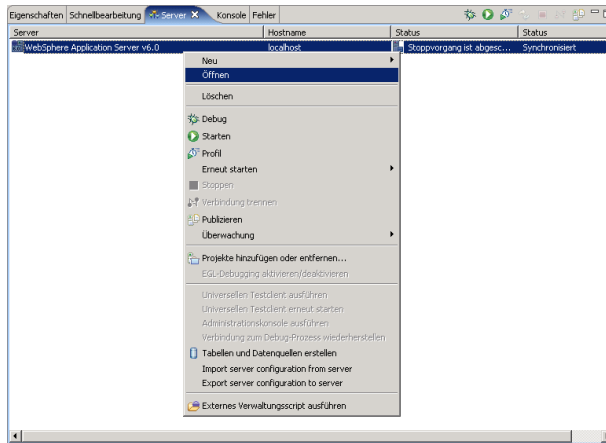 Eigenschaften Schnellbearbeitung Server Konsole Fehler
Server Hostname Status Status
WebSphere Application Server v6.0 localhost Stoppvorgang ist abgesc... Synchronisiert
Neu
Öffnen
Löschen
Debug
Starten
Profil
Erneut starten
Stoppen
Verbindung trennen
Publizieren
Überwachung
Projekte hinzufügen oder entfernen...
EGL-Debugging aktivieren/deaktivieren
Universellen Testclient ausführen
Universellen Testclient erneut starten
Administrationskonsole ausführen
Verbindung zum Debug-Prozess wiederherstellen
Tabellen und Datenquellen erstellen
Import server configuration from server
Export server configuration to server
Externes Verwaltungsscript ausführen